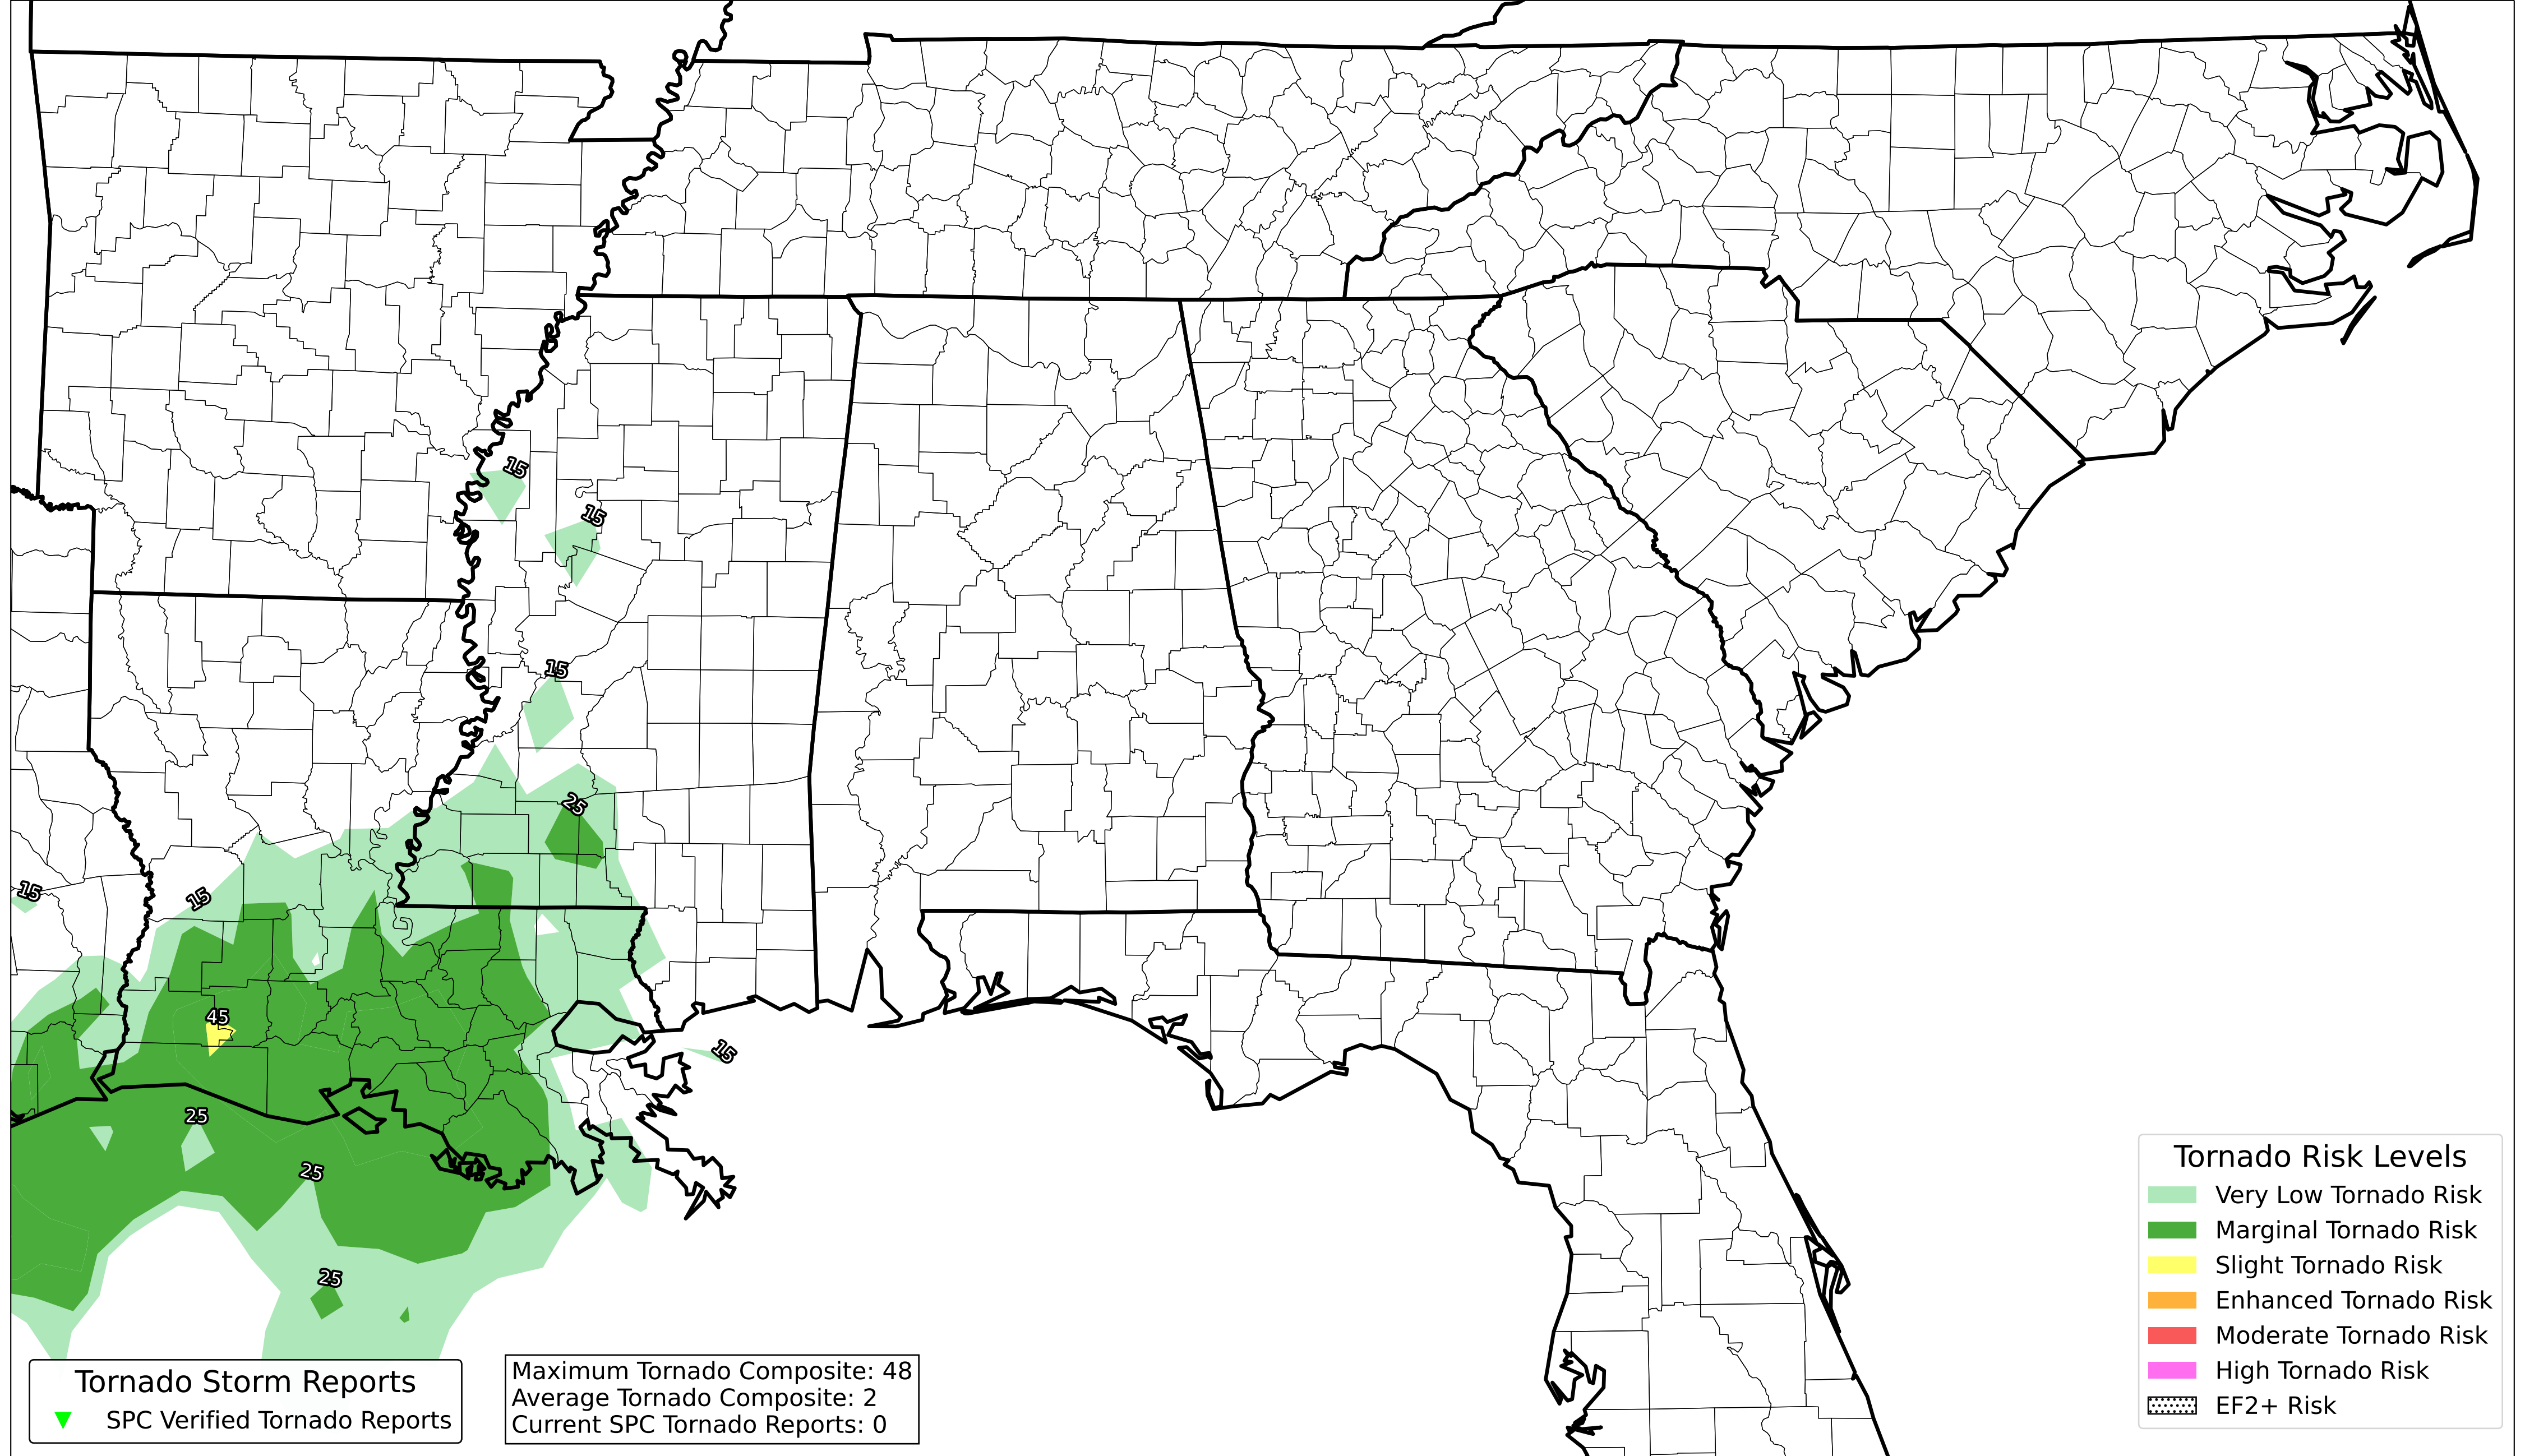 15
15
15
25
15
15
45
15
25
25
25
Tornado Storm Reports
SPC Verified Tornado Reports
Maximum Tornado Composite: 48
Average Tornado Composite: 2
Current SPC Tornado Reports: 0
Tornado Risk Levels
Very Low Tornado Risk
Marginal Tornado Risk
Slight Tornado Risk
Enhanced Tornado Risk
Moderate Tornado Risk
High Tornado Risk
EF2+ Risk